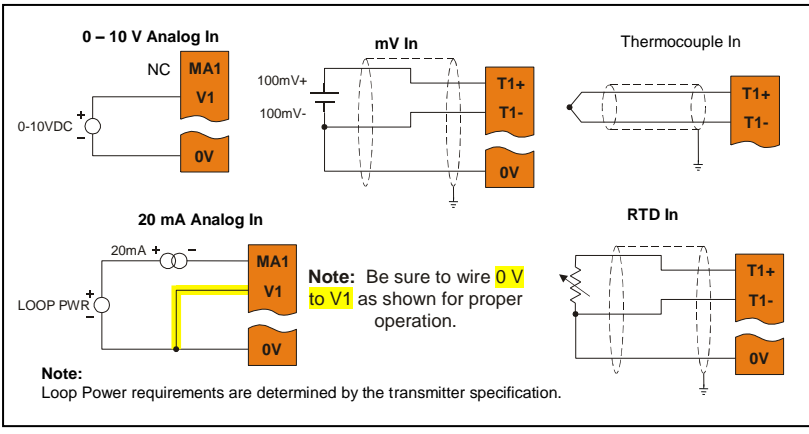 0 – 10 V Analog In
NC
MA1
V1
0-10VDC
+
–
0V
mV In
100mV+
100mV-
T1+
T1-
0V
Thermocouple In
T1+
T1-
20 mA Analog In
20mA + –
MA1
V1
LOOP PWR
+
–
0V
Note: Be sure to wire 0 V
to V1 as shown for proper
operation.
RTD In
T1+
T1-
0V
Note:
Loop Power requirements are determined by the transmitter specification.